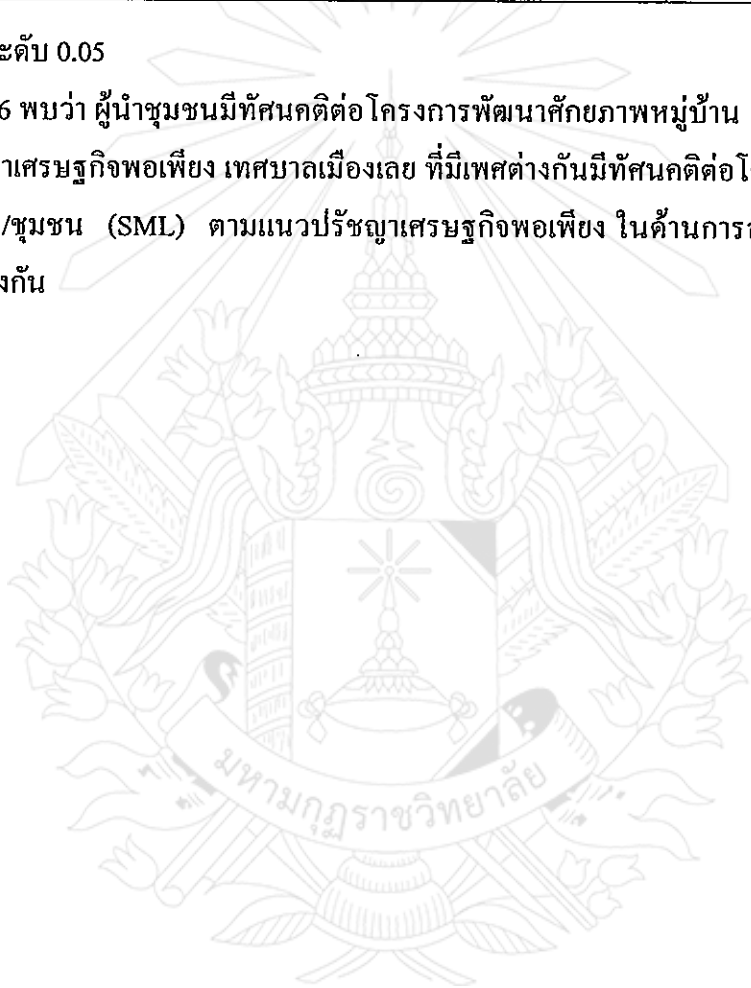 ะดับ 0.05
6 พบว่า ผู้นำชุมชนมีทัศนคติต่อโครงการพัฒนาศักยภาพหมู่บ้าน
าเศรษฐกิจพอเพียง เทศบาลเมืองเลย ที่มีเพศต่างกันมีทัศนคติต่อโ
/ชุมชน (SML) ตามแนวปรัชญาเศรษฐกิจพอเพียง ในด้านการ
งกัน
มหามกุฏราชวิทยาลัย